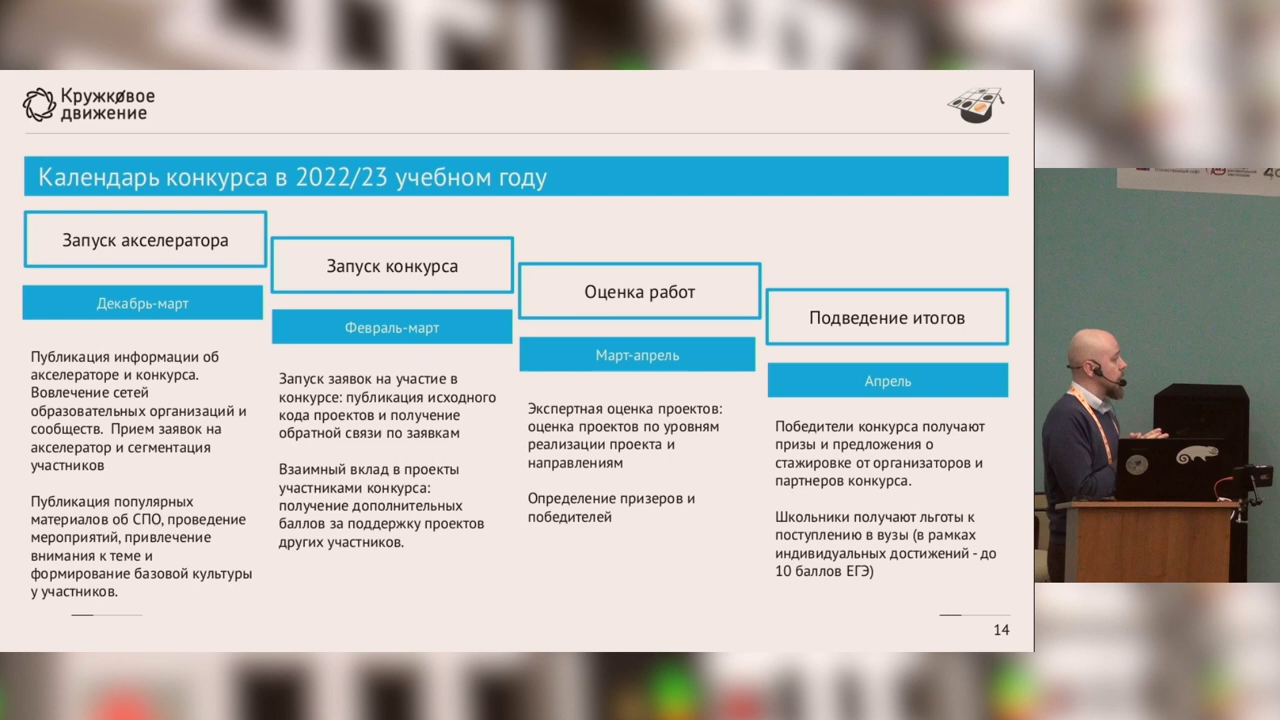 Кружковое
движение
Календарь конкурса в 2022/23 учебном году
Запуск акселератора
Декабрь-март
Публикация информации об
акселераторе и конкурса.
Вовлечение сетей
образовательных организаций и
сообществ. Прием заявок на
акселератор и сегментация
участников
Публикация популярных
материалов об СПО, проведение
мероприятий, привлечение
внимания к теме и
формирование базовой культуры
у участников.
Запуск конкурса
Февраль-март
Запуск заявок на участие в
конкурсе: публикация исходного
кода проектов и получение
обратной связи по заявкам
Взаимный вклад в проекты
участниками конкурса:
получение дополнительных
баллов за поддержку проектов
других участников.
Оценка работ
Март-апрель
Экспертная оценка проектов:
оценка проектов по уровням
реализации проекта и
направлениям
Определение призеров и
победителей
Подведение итогов
Апрель
Победители конкурса получают
призы и предложения о
стажировке от организаторов и
партнеров конкурса.
Школьники получают льготы к
поступлению в вузы (в рамках
индивидуальных достижений - до
10 баллов ЕГЭ)
14